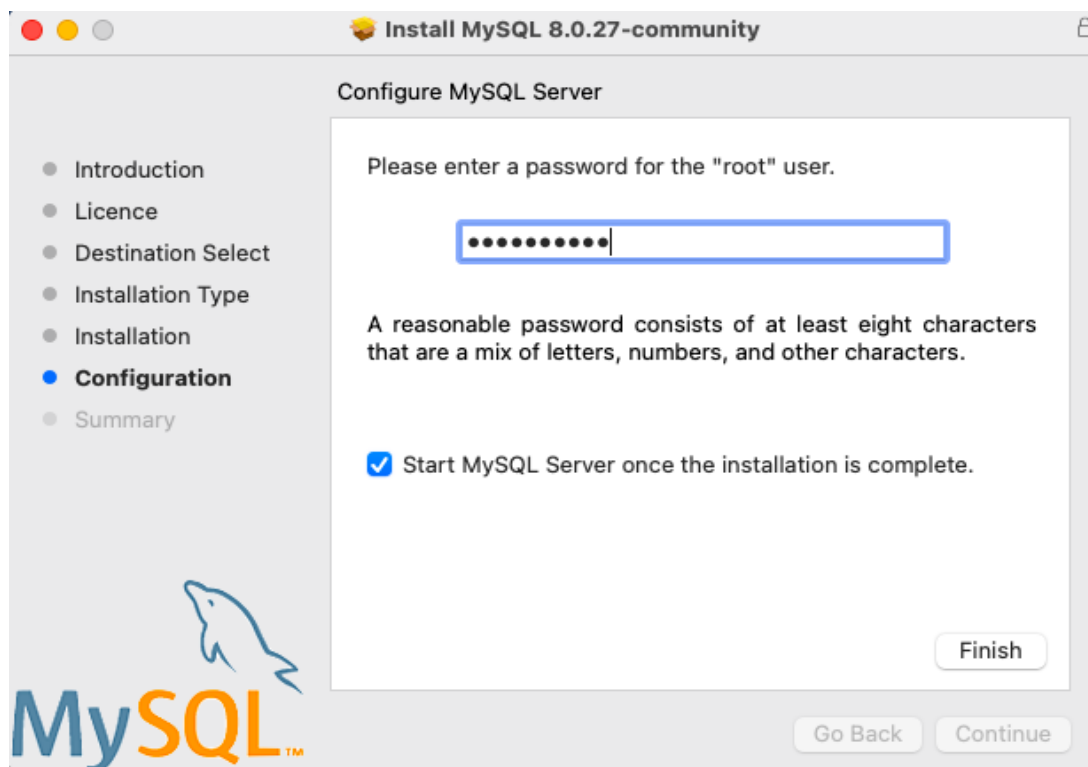 Install MySQL 8.0.27-community
Configure MySQL Server
Introduction
Licence
Destination Select
Installation Type
Installation
Configuration
Summary
Please enter a password for the "root" user.
••••••••••
A reasonable password consists of at least eight characters
that are a mix of letters, numbers, and other characters.
Start MySQL Server once the installation is complete.
Finish
MySQL™
Go Back
Continue